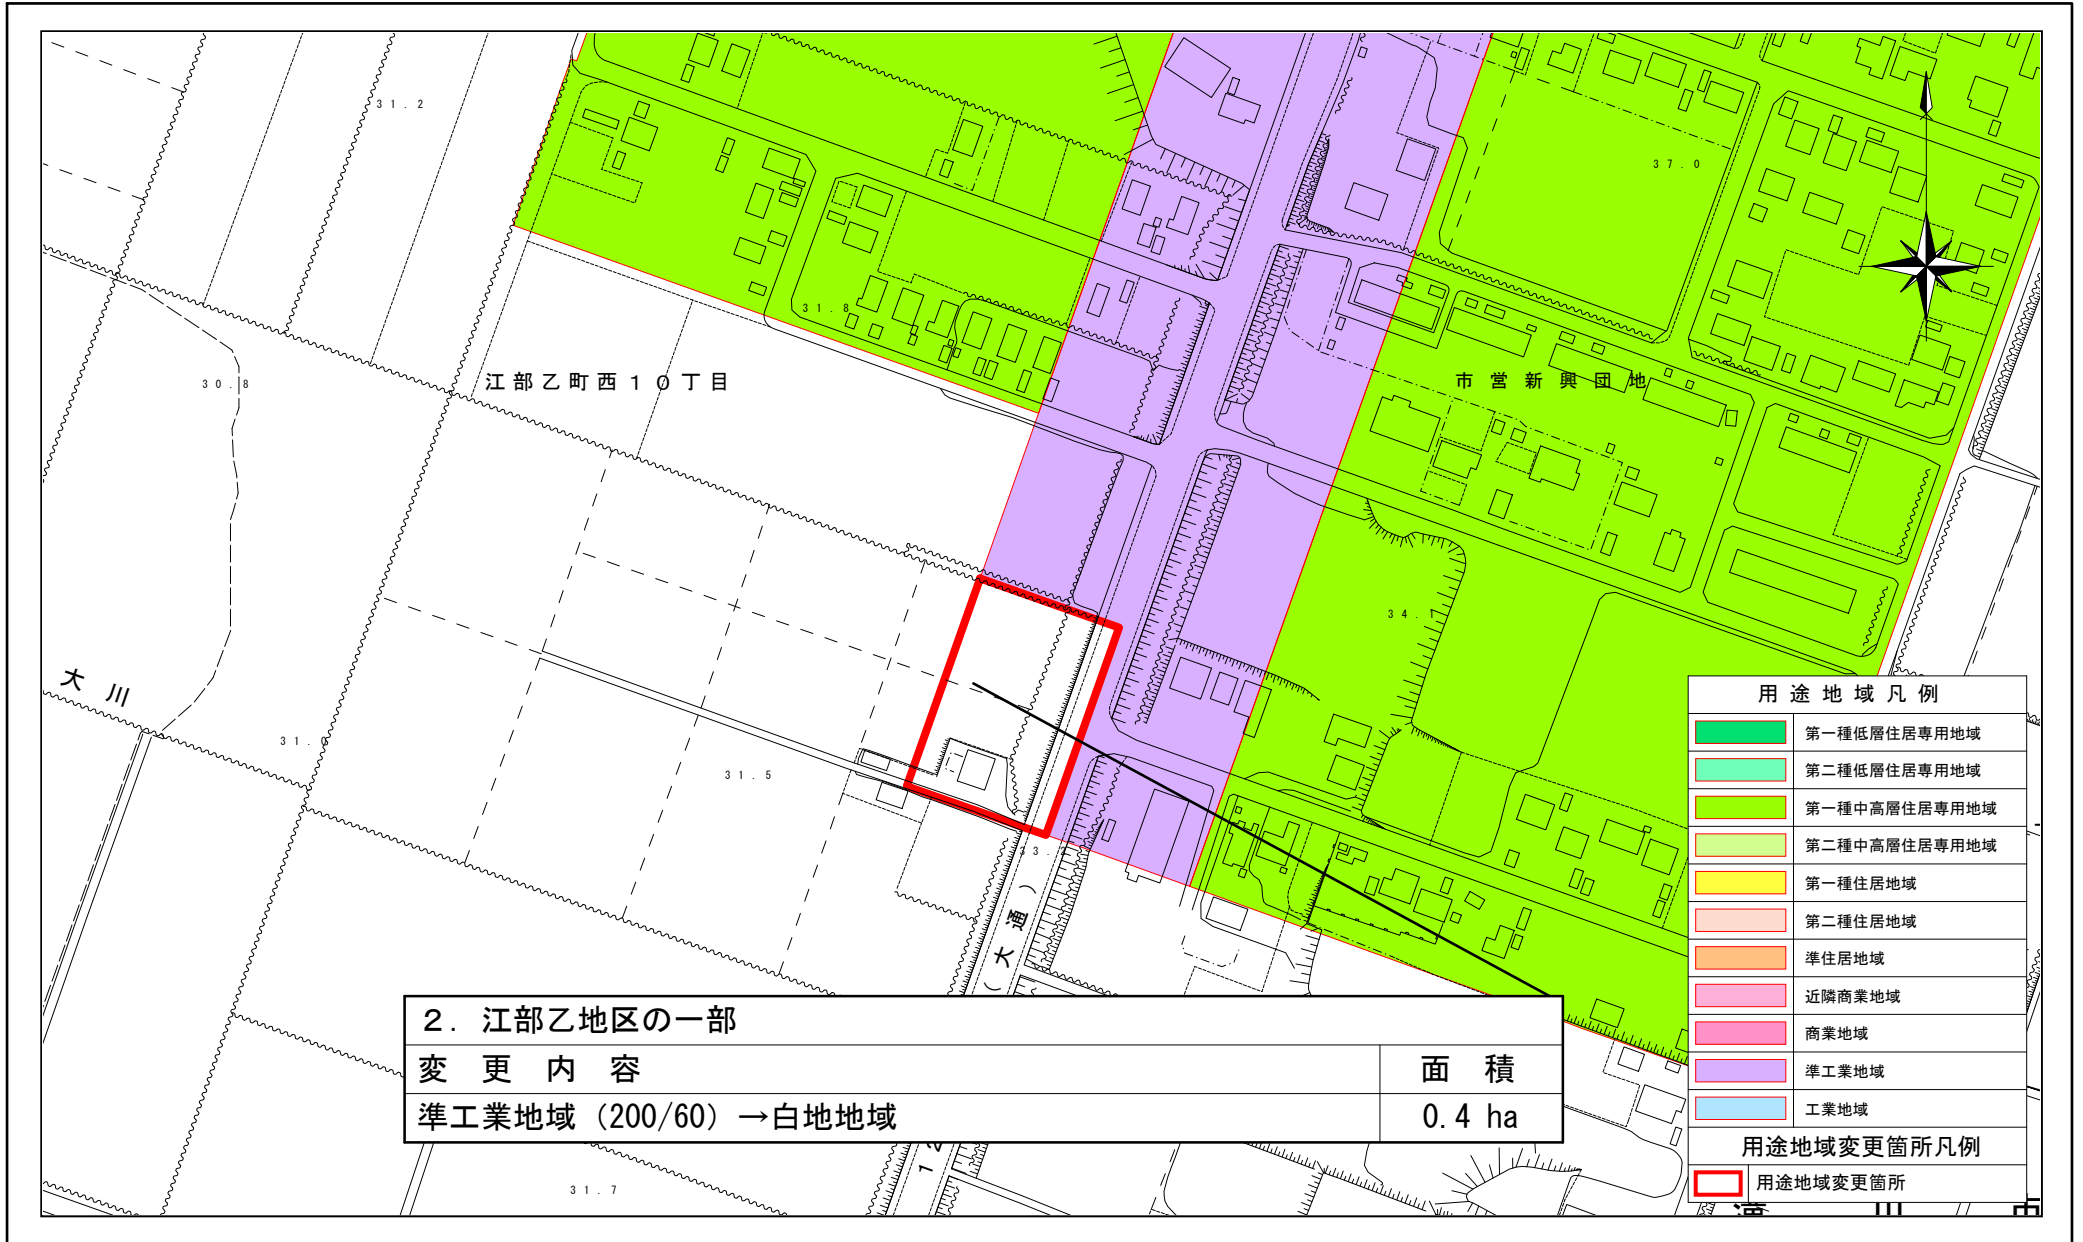 31.2
37.0
31.8
30.8
江部乙町西10丁目
市営新興団地
34.1
大川
31.0
31.5
33.
(大通)
12
31.7
2．江部乙地区の一部
変更内容
面積
準工業地域（200/60）→白地地域
0.4 ha
用途地域凡例
第一種低層住居専用地域
第二種低層住居専用地域
第一種中高層住居専用地域
第二種中高層住居専用地域
第一種住居地域
第二種住居地域
準住居地域
近隣商業地域
商業地域
準工業地域
工業地域
用途地域変更箇所凡例
用途地域変更箇所